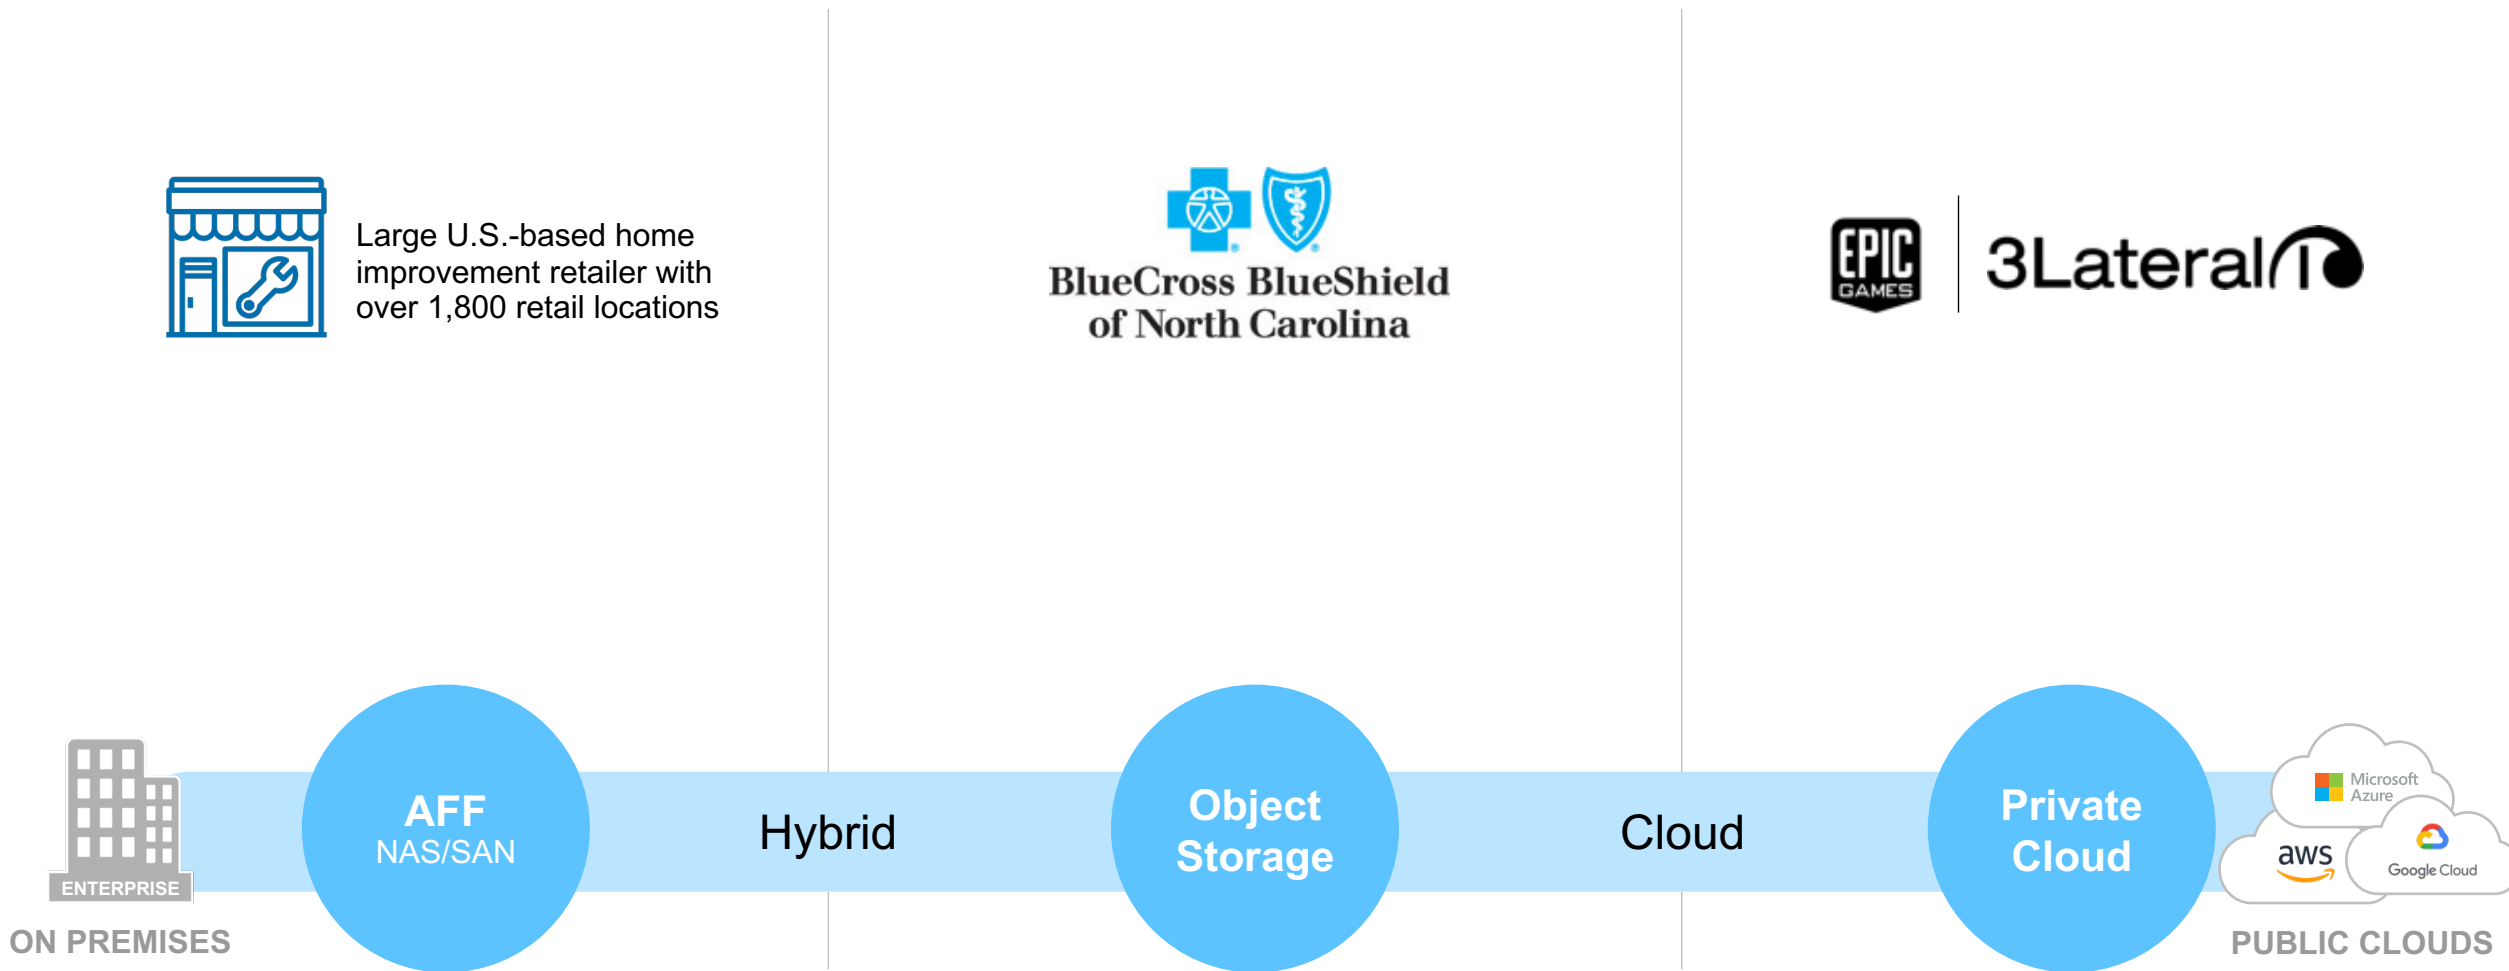 Large U.S.-based home
improvement retailer with
over 1,800 retail locations
BlueCross BlueShield
of North Carolina
EPIC
GAMES
3Lateral
ENTERPRISE
ON PREMISES
AFF
NAS/SAN
Hybrid
Object
Storage
Cloud
Private
Cloud
Microsoft
Azure
aws
Google Cloud
PUBLIC CLOUDS